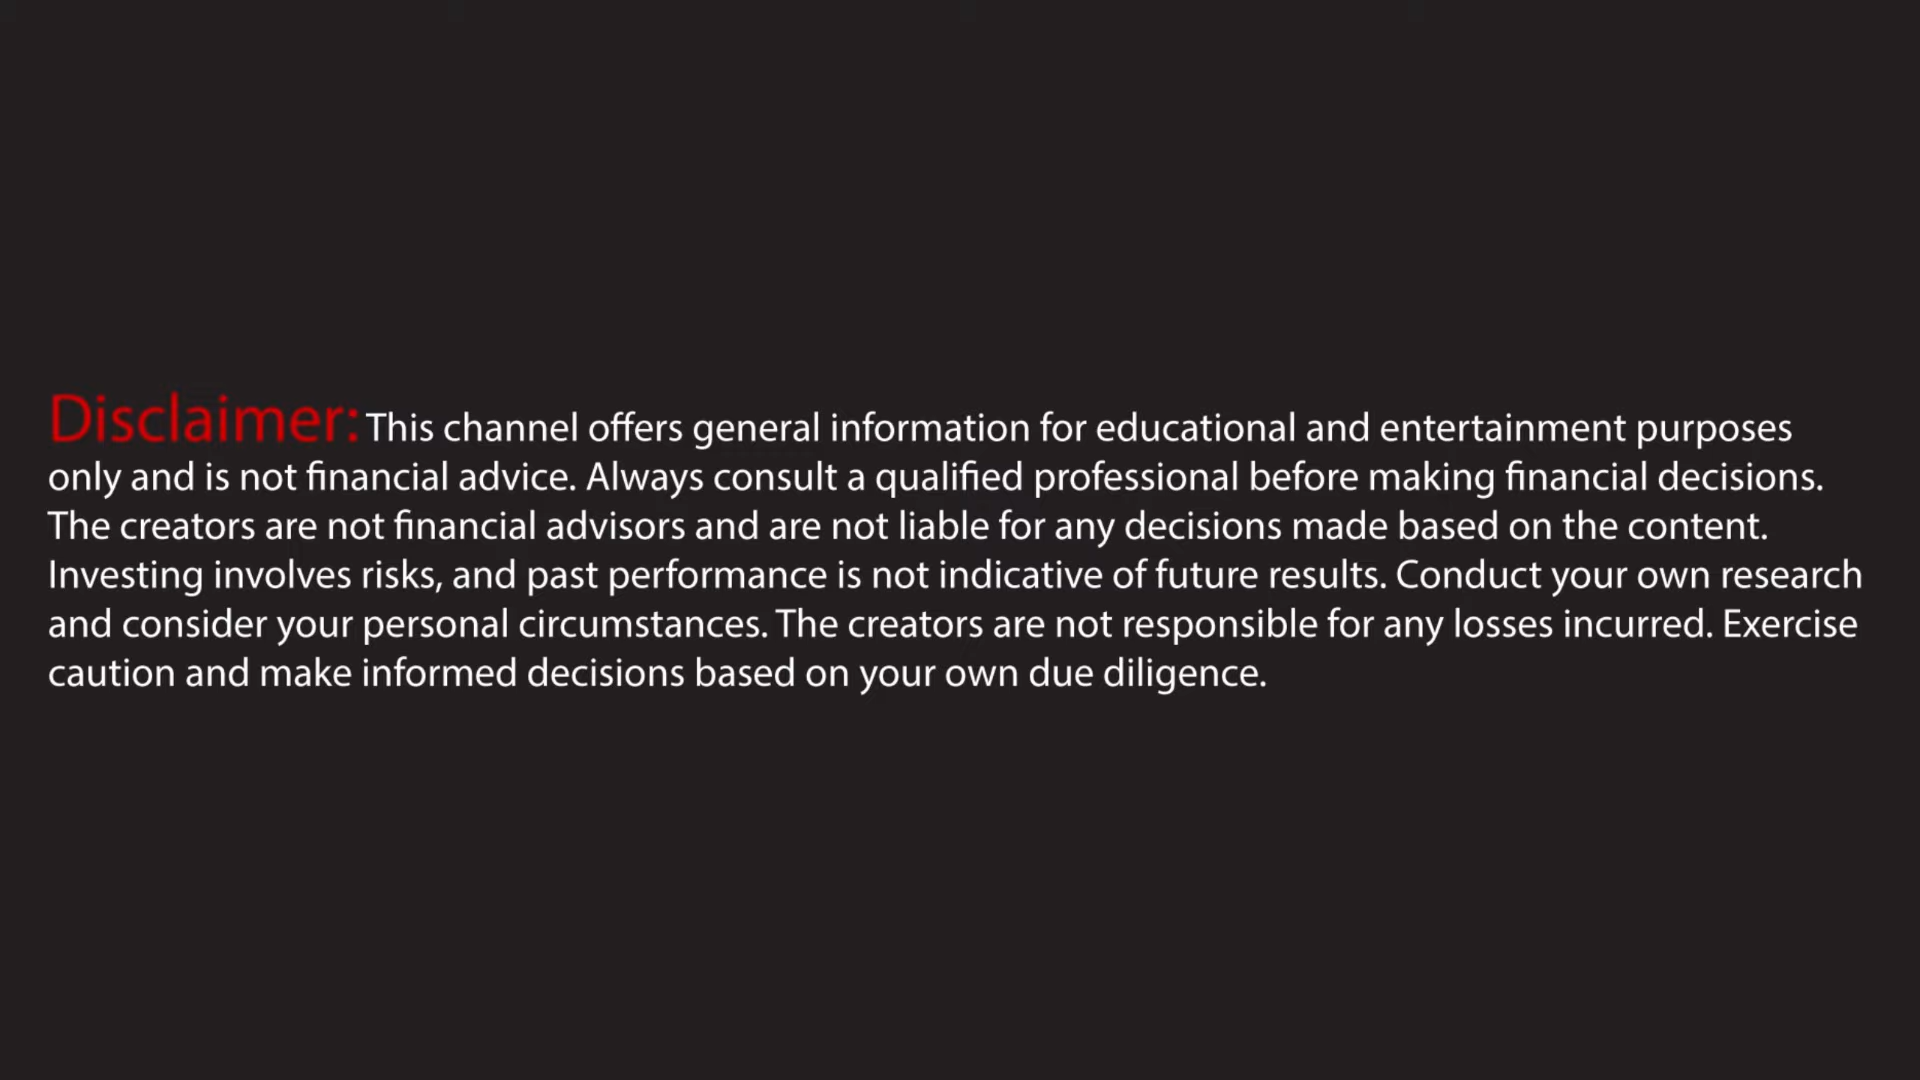 Disclaimer: This channel offers general information for educational and entertainment purposes
only and is not financial advice. Always consult a qualified professional before making financial decisions.
The creators are not financial advisors and are not liable for any decisions made based on the content.
Investing involves risks, and past performance is not indicative of future results. Conduct your own research
and consider your personal circumstances. The creators are not responsible for any losses incurred. Exercise
caution and make informed decisions based on your own due diligence.